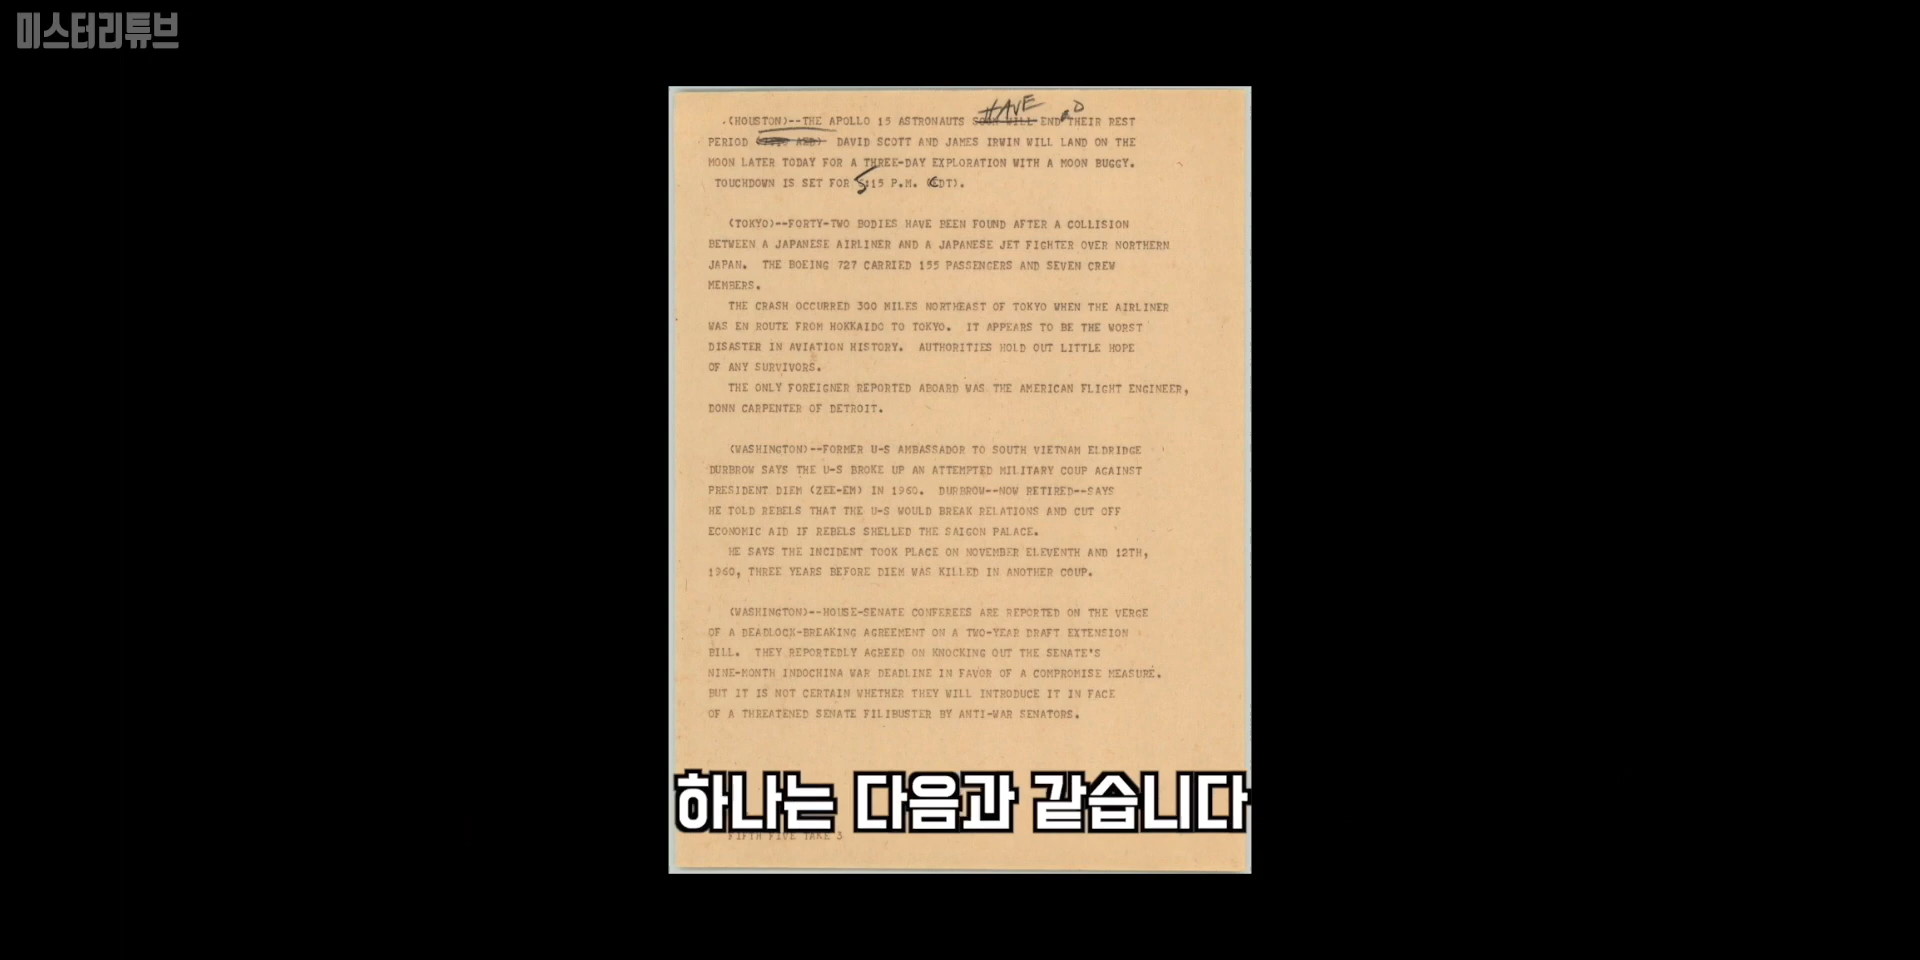 미스터리튜브
HAVE ED
.(HOUSTON)--THE APOLLO 15 ASTRONAUTS SOON WILL END THEIR REST
PERIOD DAVID SCOTT AND JAMES IRWIN WILL LAND ON THE
MOON LATER TODAY FOR A THREE-DAY EXPLORATION WITH A MOON BUGGY.
TOUCHDOWN IS SET FOR 5:15 P.M. (CDT).
(TOKYO)--FORTY-TWO BODIES HAVE BEEN FOUND AFTER A COLLISION
BETWEEN A JAPANESE AIRLINER AND A JAPANESE JET FIGHTER OVER NORTHERN
JAPAN. THE BOEING 727 CARRIED 155 PASSENGERS AND SEVEN CREW
MEMBERS.
THE CRASH OCCURRED 300 MILES NORTHEAST OF TOKYO WHEN THE AIRLINER
WAS EN ROUTE FROM HOKKAIDO TO TOKYO. IT APPEARS TO BE THE WORST
DISASTER IN AVIATION HISTORY. AUTHORITIES HOLD OUT LITTLE HOPE
OF ANY SURVIVORS.
THE ONLY FOREIGNER REPORTED ABOARD WAS THE AMERICAN FLIGHT ENGINEER,
DONN CARPENTER OF DETROIT.
(WASHINGTON)--FORMER U-S AMBASSADOR TO SOUTH VIETNAM ELDRIDGE
DURBROW SAYS THE U-S BROKE UP AN ATTEMPTED MILITARY COUP AGAINST
PRESIDENT DIEM (ZEE-EM) IN 1960. DURBROW--NOW RETIRED--SAYS
HE TOLD REBELS THAT THE U-S WOULD BREAK RELATIONS AND CUT OFF
ECONOMIC AID IF REBELS SHELLED THE SAIGON PALACE.
HE SAYS THE INCIDENT TOOK PLACE ON NOVEMBER ELEVENTH AND 12TH,
1960, THREE YEARS BEFORE DIEM WAS KILLED IN ANOTHER COUP.
(WASHINGTON)--HOUSE-SENATE CONFEREES ARE REPORTED ON THE VERGE
OF A DEADLOCK-BREAKING AGREEMENT ON A TWO-YEAR DRAFT EXTENSION
BILL. THEY REPORTEDLY AGREED ON KNOCKING OUT THE SENATE'S
NINE-MONTH INDOCHINA WAR DEADLINE IN FAVOR OF A COMPROMISE MEASURE.
BUT IT IS NOT CERTAIN WHETHER THEY WILL INTRODUCE IT IN FACE
OF A THREATENED SENATE FILIBUSTER BY ANTI-WAR SENATORS.
하나는 다음과 같습니다
FIFTH FIVE TAKE 3